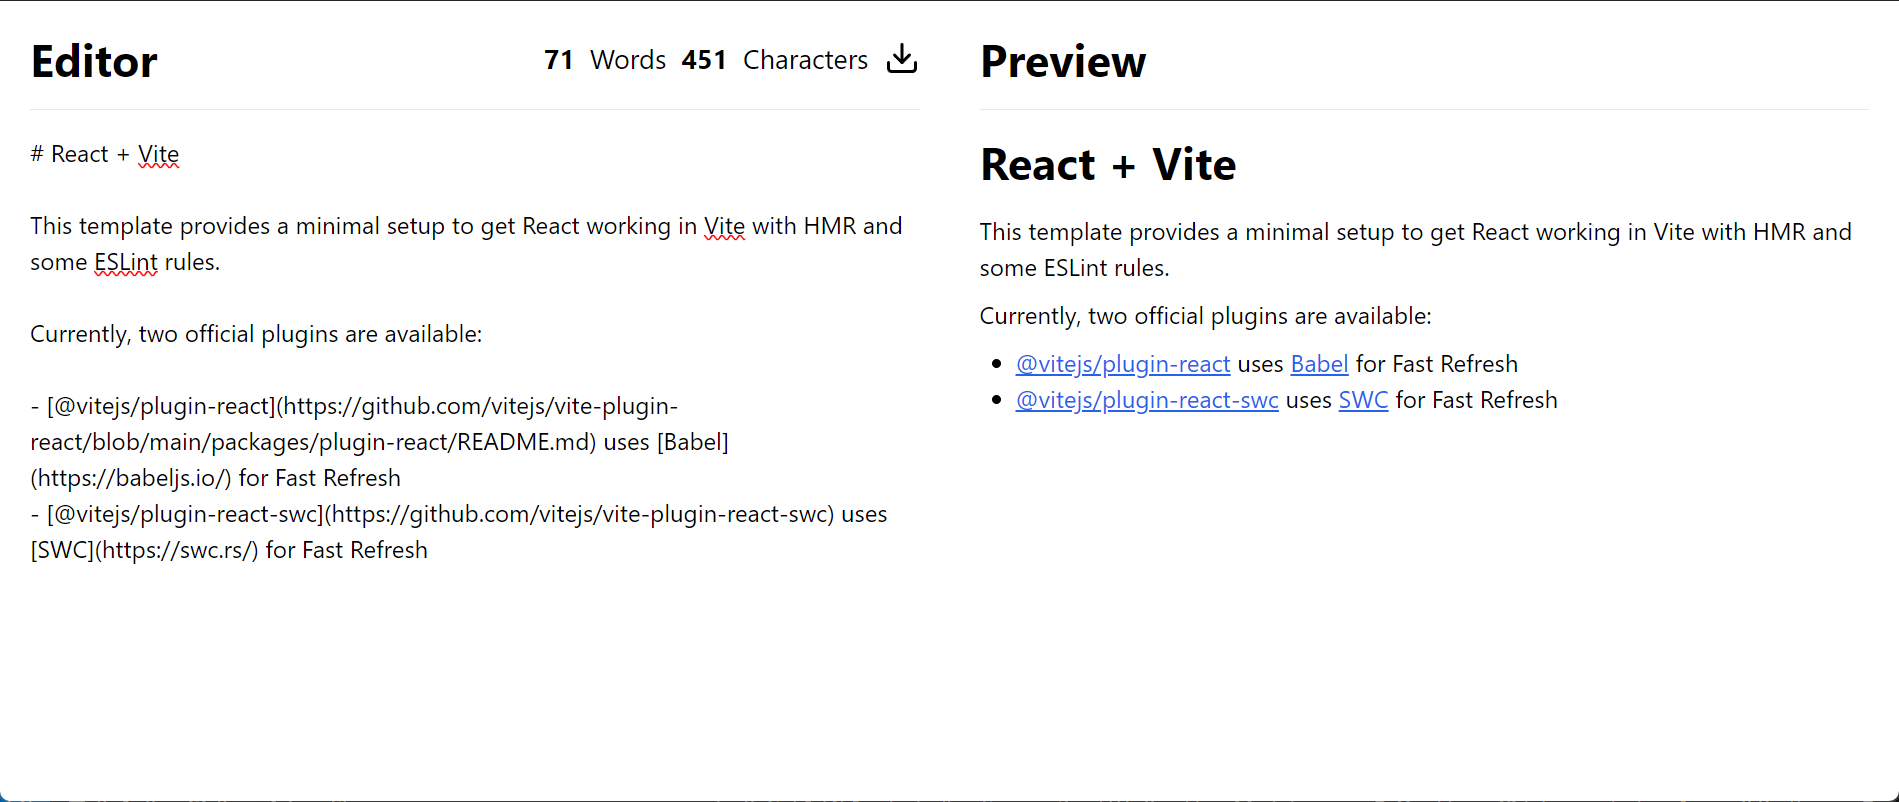 Editor
71 Words 451 Characters
# React + Vite
This template provides a minimal setup to get React working in Vite with HMR and
some ESLint rules.
Currently, two official plugins are available:
- [@vitejs/plugin-react](https://github.com/vitejs/vite-plugin-
react/blob/main/packages/plugin-react/README.md) uses [Babel]
(https://babeljs.io/) for Fast Refresh
- [@vitejs/plugin-react-swc](https://github.com/vitejs/vite-plugin-react-swc) uses
[SWC](https://swc.rs/) for Fast Refresh
Preview
React + Vite
This template provides a minimal setup to get React working in Vite with HMR and
some ESLint rules.
Currently, two official plugins are available:
• @vitejs/plugin-react uses Babel for Fast Refresh
• @vitejs/plugin-react-swc uses SWC for Fast Refresh